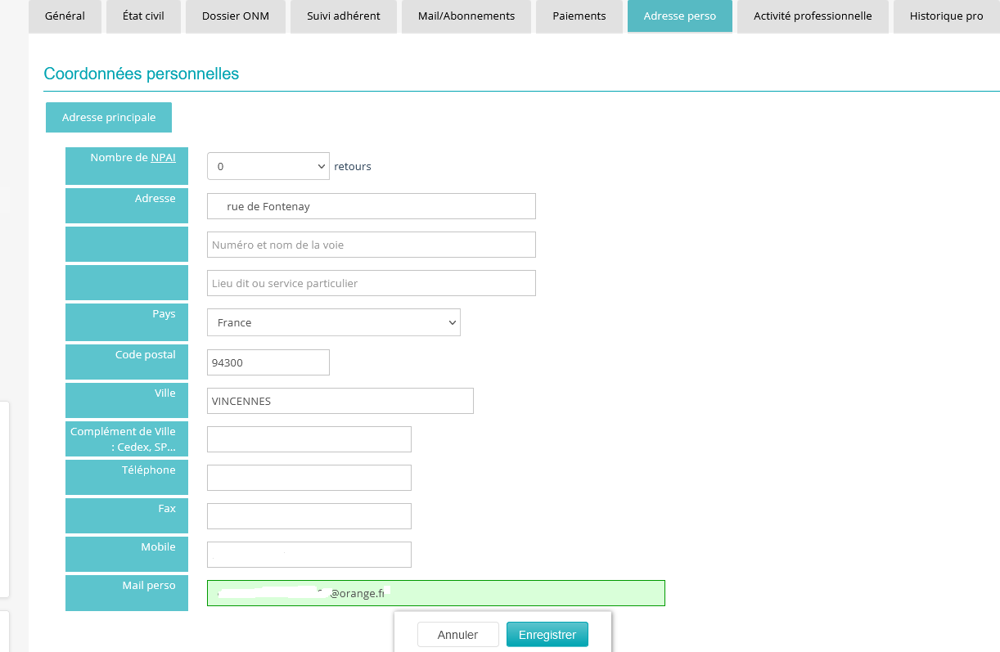 Général État civil Dossier ONM Suivi adhérent Mail/Abonnements Paiements Adresse perso Activité professionnelle Historique pro
Coordonnées personnelles
Adresse principale
Nombre de NPAI 0 retours
Adresse rue de Fontenay
Numéro et nom de la voie
Lieu dit ou service particulier
Pays France
Code postal 94300
Ville VINCENNES
Complément de Ville
: Cedex, SP...
Téléphone
Fax
Mobile
Mail perso @orange.fr
Annuler Enregistrer